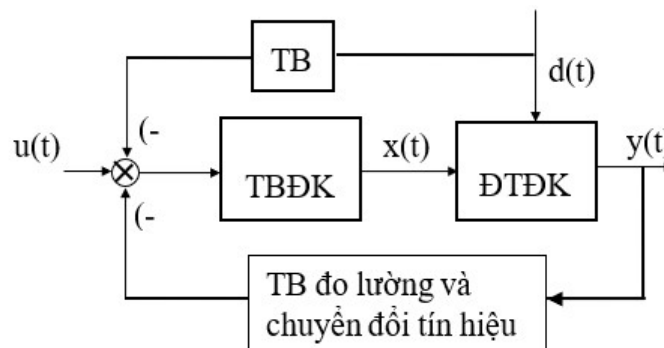 TB
d(t)
(-
u(t)
TBĐK
x(t)
ĐTĐK
y(t)
(-
TB đo lường và
chuyển đổi tín hiệu